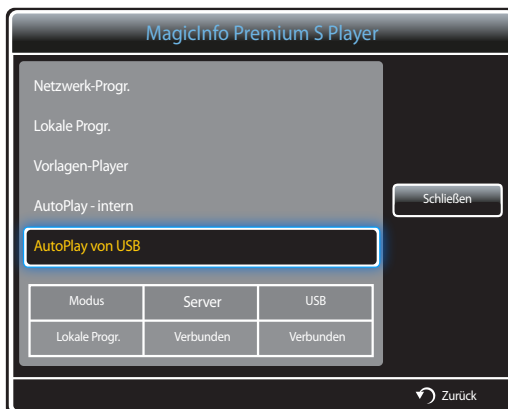 MagicInfo Premium S Player
Netzwerk-Progr.
Lokale Progr.
Vorlagen-Player
AutoPlay - intern
AutoPlay von USB
Schließen
Modus Server USB
Lokale Progr. Verbunden Verbunden
Zurück